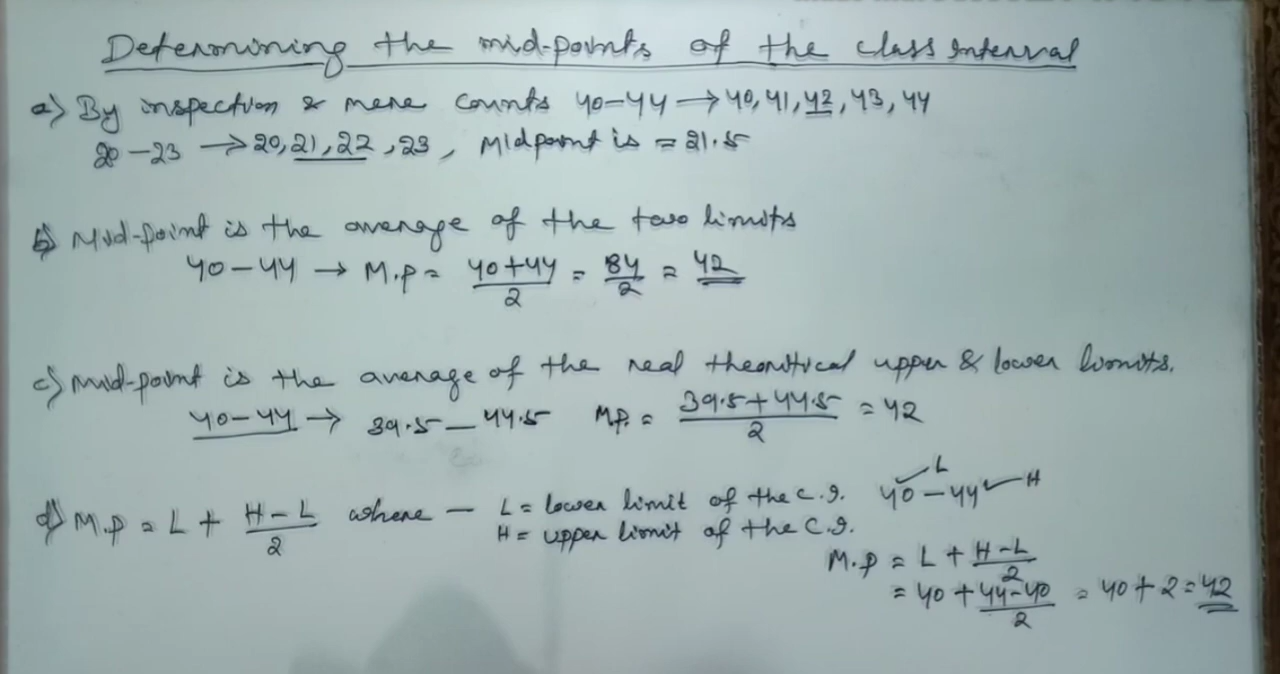 Determining the mid-points of the class Interval
a) By inspection & mere counts 40-44 → 40, 41, 42, 43, 44
20-23 → 20, 21, 22, 23, Midpoint is = 21.5
b) Mid-point is the average of the two limits
40-44 → M.P = 40+44/2 = 84/2 = 42
c) Mid-point is the average of the real theoritical upper & lower limits.
40-44 → 39.5 — 44.5 M.P. = 39.5+44.5/2 = 42
d) M.P = L + H-L/2 where — L = lower limit of the C.I. 40-44 L H
H = upper limit of the C.I.
M.P = L + H-L/2
= 40 + 44-40/2 = 40+2 = 42